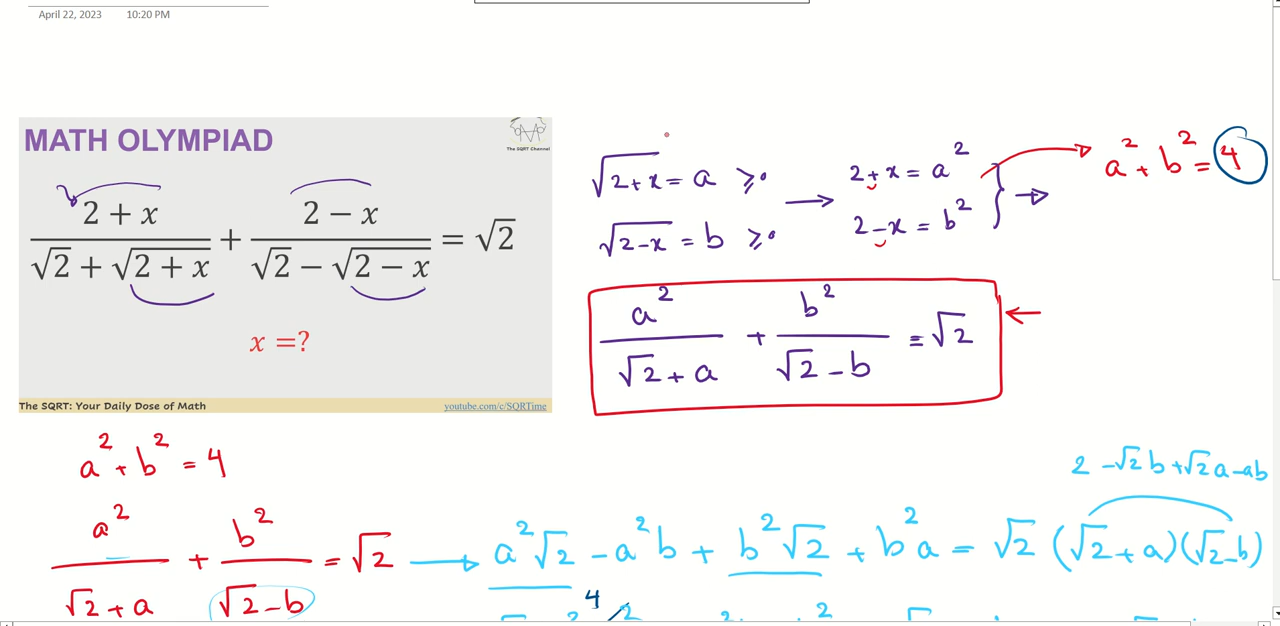 April 22, 2023 10:20 PM
MATH OLYMPIAD
The SQRT Channel
(2 + x)/(√2 + √(2 + x)) + (2 − x)/(√2 − √(2 − x)) = √2
x =?
The SQRT: Your Daily Dose of Math youtube.com/c/SQRTime
√(2+x) = a ≥0 → 2+x = a²
√(2-x) = b ≥0 2-x = b²
a² + b² = 4
a²/(√2 + a) + b²/(√2 - b) = √2
a² + b² = 4
2 -√2b +√2a -ab
a²/(√2 + a) + b²/(√2 - b) = √2 → a²√2 - a²b + b²√2 + b²a = √2 (√2+a)(√2-b)
4